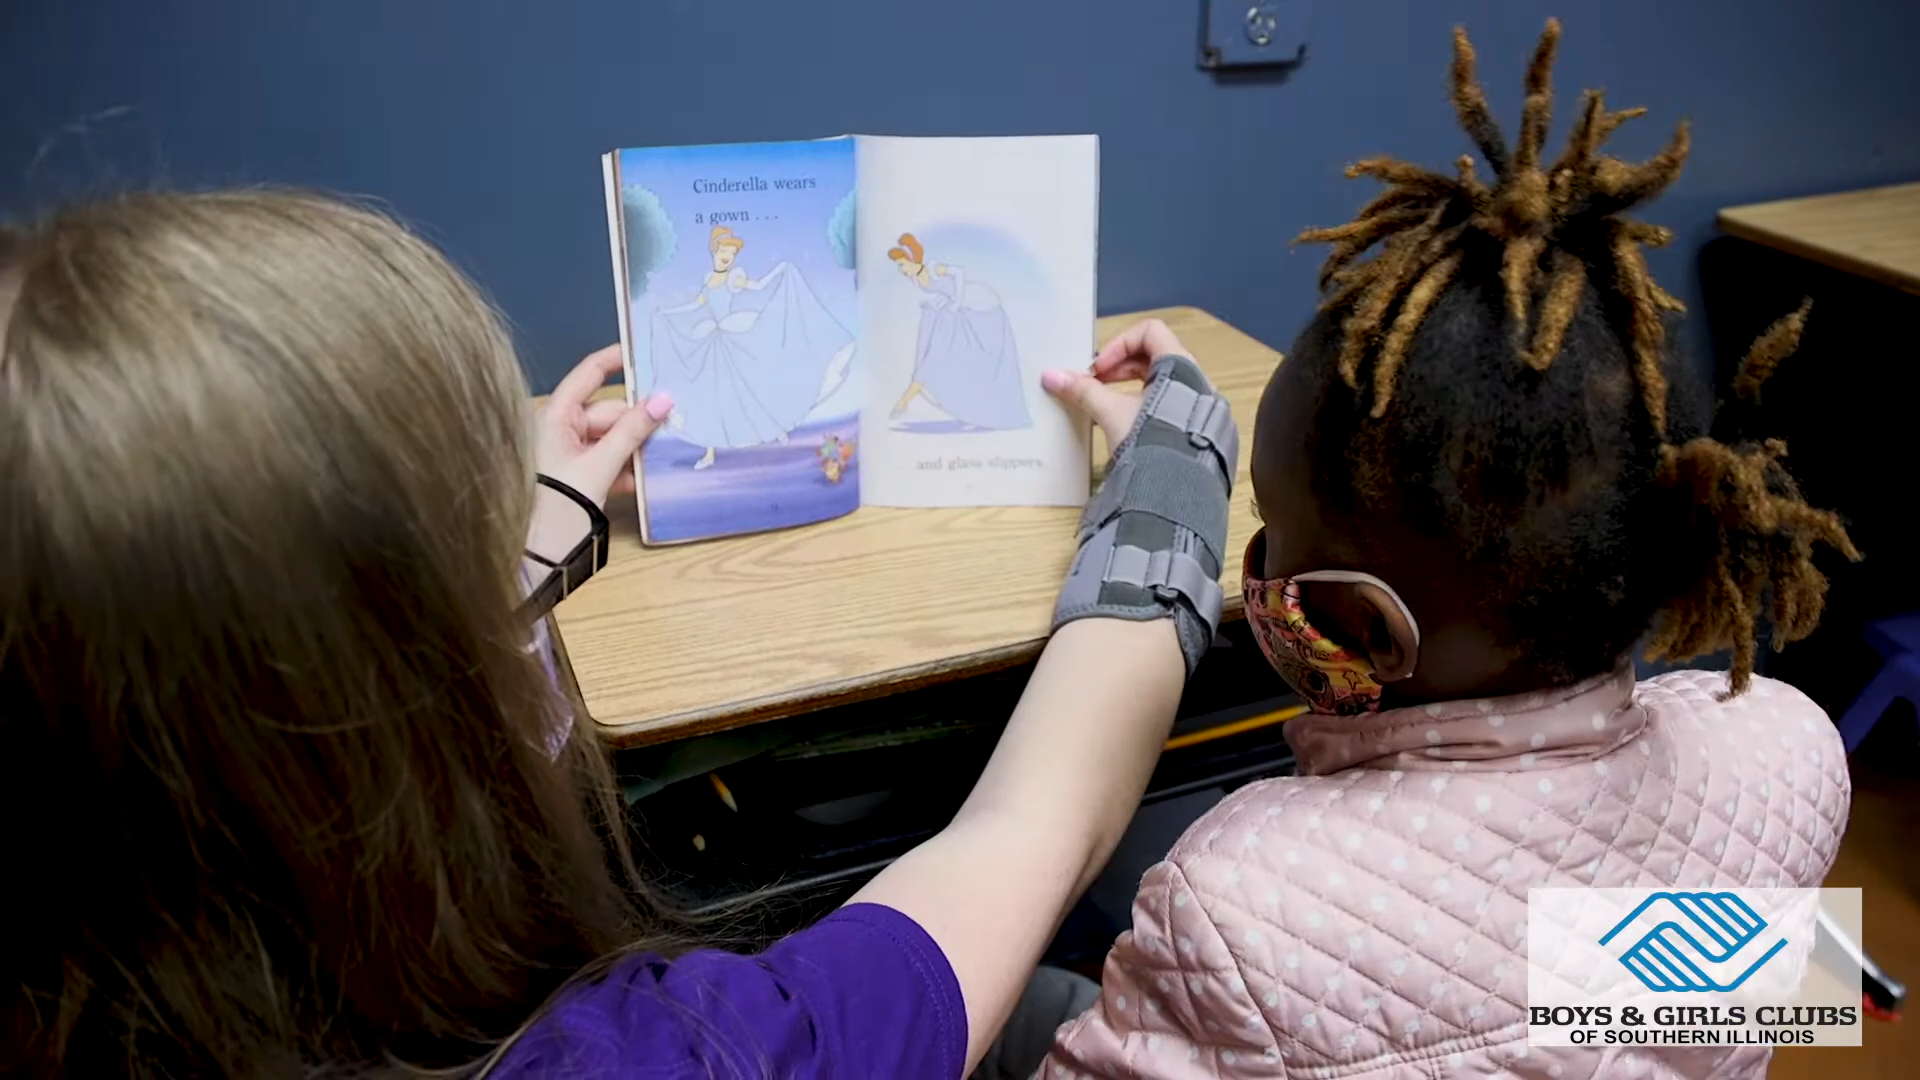 Cinderella wears
a gown . . .
and glass slippers.
BOYS & GIRLS CLUBS
OF SOUTHERN ILLINOIS